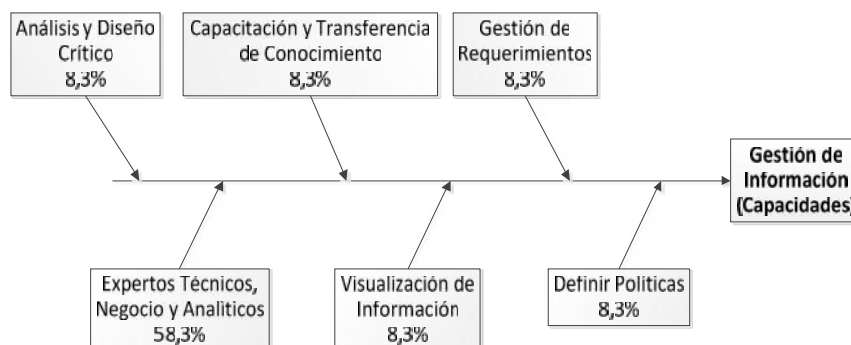 Análisis y Diseño
Crítico
8,3%
Capacitación y Transferencia
de Conocimiento
8,3%
Gestión de
Requerimientos
8,3%
Gestión de
Información
(Capacidades)
Expertos Técnicos,
Negocio y Analíticos
58,3%
Visualización de
Información
8,3%
Definir Políticas
8,3%